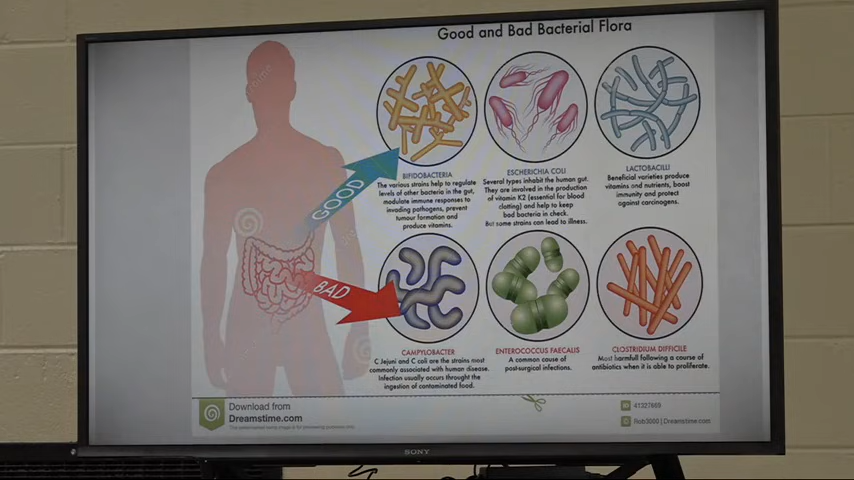 Good and Bad Bacterial Flora
GOOD
BIFIDOBACTERIA
The various strains help to regulate
levels of other bacteria in the gut,
modulate immune responses to
invading pathogens, prevent
tumour formation and
produce vitamins.
ESCHERICHIA COLI
Several types inhabit the human gut.
They are involved in the production
of vitamin K2 (essential for blood
clotting) and help to keep
bad bacteria in check.
But some strains can lead to illness.
LACTOBACILLI
Beneficial varieties produce
vitamins and nutrients, boost
immunity and protect
against carcinogens.
BAD
CAMPYLOBACTER
C Jejuni and C coli are the strains most
commonly associated with human disease.
Infection usually occurs throught the
ingestion of contaminated food.
ENTEROCOCCUS FAECALIS
A common cause of
post-surgical infections.
CLOSTRIDIUM DIFFICILE
Most harmfull following a course of
antibiotics when it is able to proliferate.
Download from
Dreamstime.com
41327669
Rob3000 | Dreamstime.com
SONY